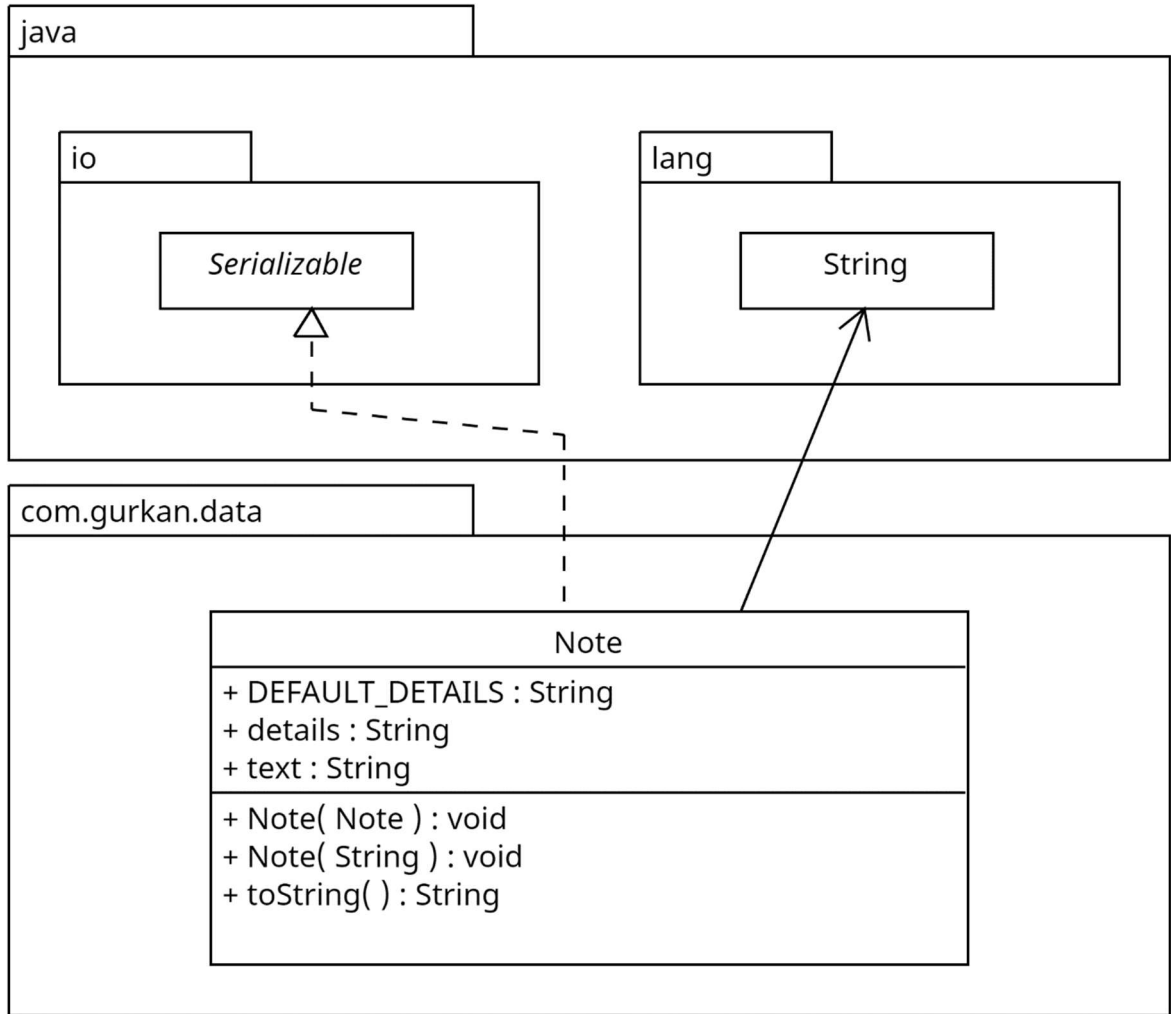 java
io
lang
Serializable
String
com.gurkan.data
Note
+ DEFAULT_DETAILS : String
+ details : String
+ text : String
+ Note( Note ) : void
+ Note( String ) : void
+ toString( ) : String